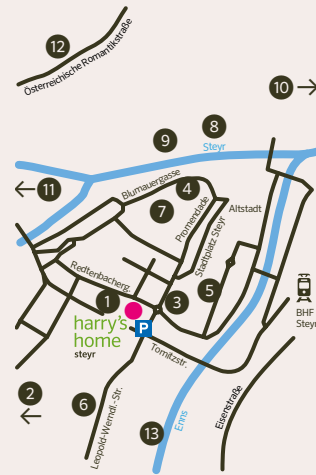 12
Österreichische Romantikstraße
10
8
9
Steyr
11
Blumauergasse
4
7
Promenade
Altstadt
Stadtplatz Steyr
Redtenbacherg.
1
3
5
harry's
home
steyr
P
BHF
Steyr
Tomitzstr.
2
6
Leopold-Werndl.-Str.
13
Enns
Eisenstraße